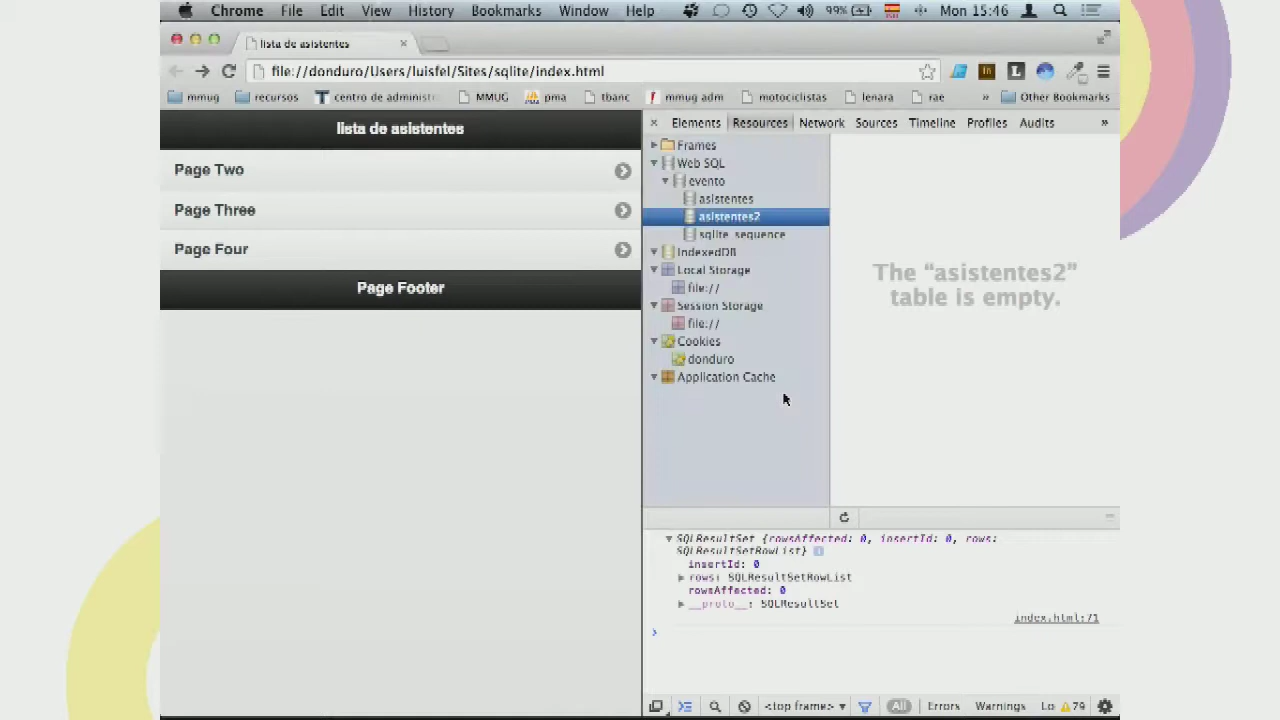 Chrome File Edit View History Bookmarks Window Help 99% Mon 15:46
lista de asistentes
file://donduro/Users/luisfel/Sites/sqlite/index.html
mmug recursos centro de administr MMUG pma tbanc mmug adm motociclistas lenara rae » Other Bookmarks
lista de asistentes
Page Two
Page Three
Page Four
Page Footer
Elements Resources Network Sources Timeline Profiles Audits »
Frames
Web SQL
evento
asistentes
asistentes2
sqlite_sequence
IndexedDB
Local Storage
file://
Session Storage
file://
Cookies
donduro
Application Cache
The "asistentes2"
table is empty.
SQLResultSet {rowsAffected: 0, insertId: 0, rows:
SQLResultSetRowList}
insertId: 0
rows: SQLResultSetRowList
rowsAffected: 0
__proto__: SQLResultSet
index.html:71
<top frame> All Errors Warnings Lo 79